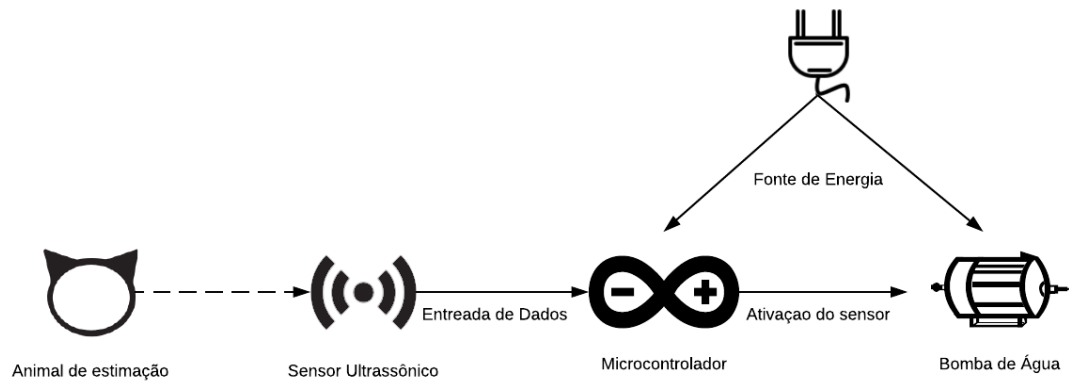 Fonte de Energia
Entreada de Dados
Ativaçao do sensor
Animal de estimação
Sensor Ultrassônico
Microcontrolador
Bomba de Água